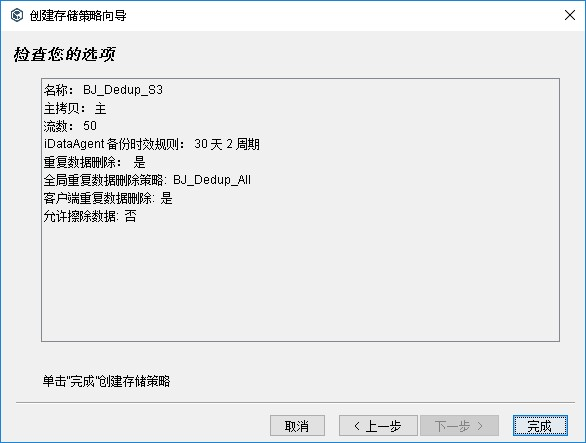 创建存储策略向导
检查您的选项
名称： BJ_Dedup_S3
主拷贝： 主
流数： 50
iDataAgent 备份时效规则： 30 天 2 周期
重复数据删除： 是
全局重复数据删除策略: BJ_Dedup_All
客户端重复数据删除: 是
允许擦除数据: 否
单击"完成"创建存储策略
取消 < 上一步 下一步 > 完成